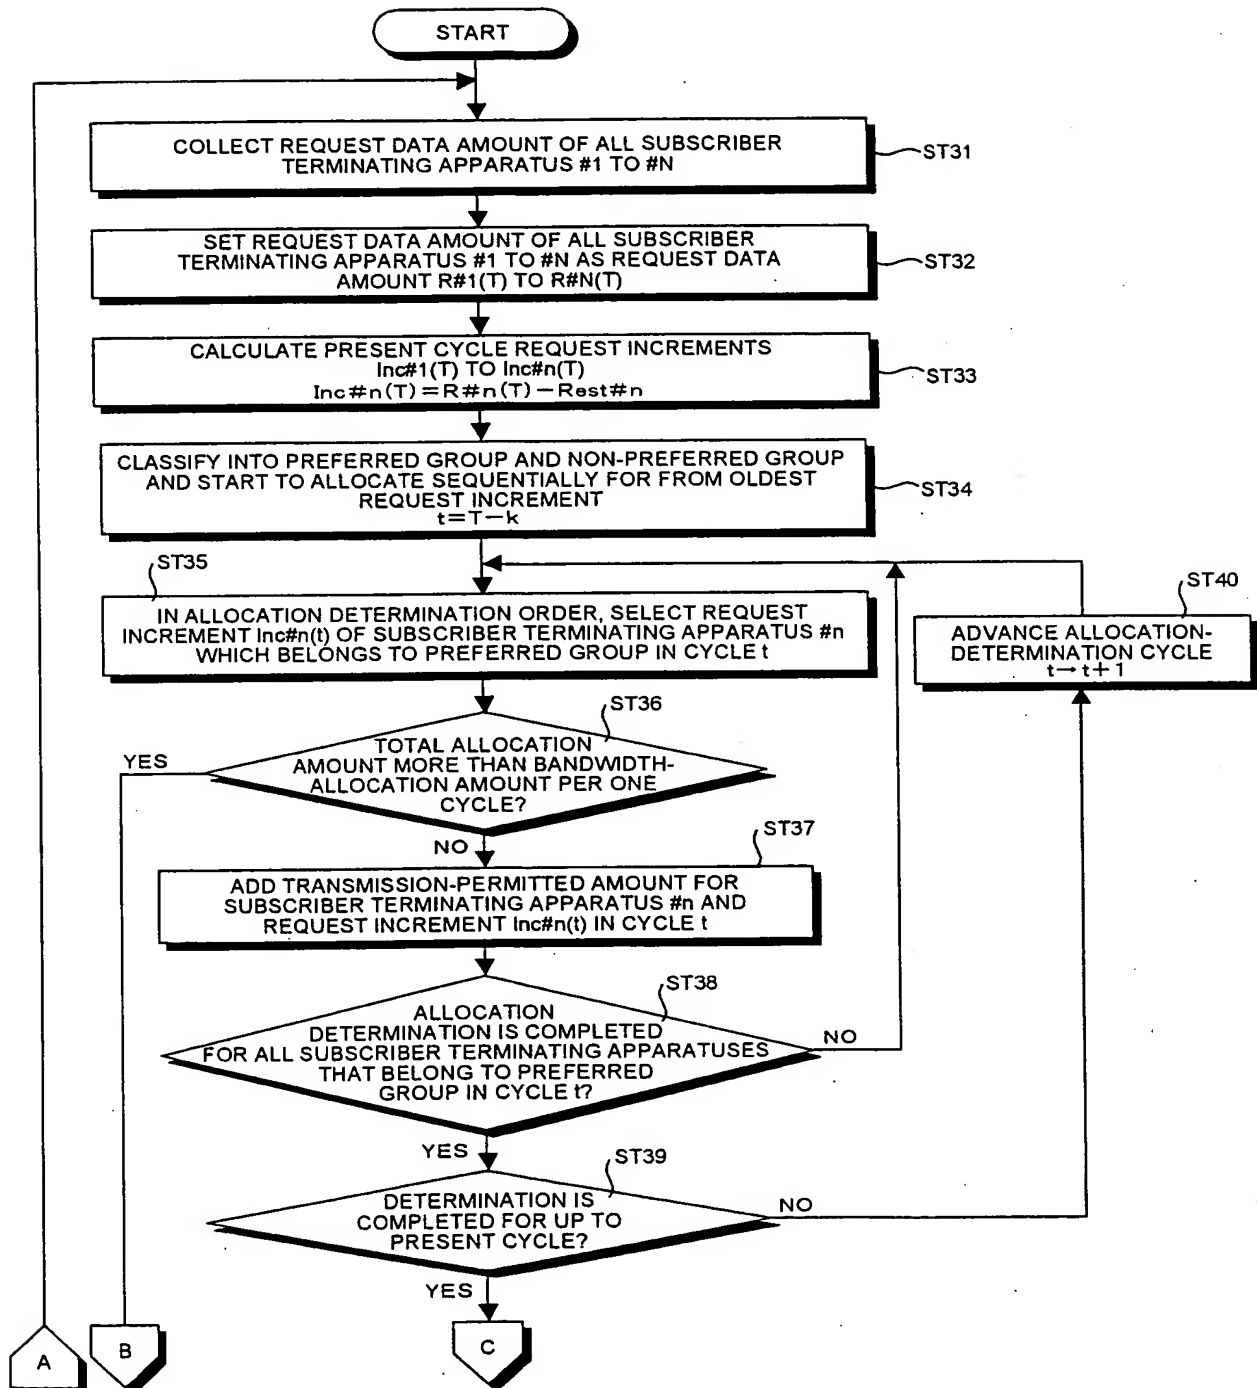 START
COLLECT REQUEST DATA AMOUNT OF ALL SUBSCRIBER
TERMINATING APPARATUS #1 TO #N
ST31
SET REQUEST DATA AMOUNT OF ALL SUBSCRIBER
TERMINATING APPARATUS #1 TO #N AS REQUEST DATA
AMOUNT R#1(T) TO R#N(T)
ST32
CALCULATE PRESENT CYCLE REQUEST INCREMENTS
Inc#1(T) TO Inc#n(T)
Inc#n(T)=R#n(T)-Rest#n
ST33
CLASSIFY INTO PREFERRED GROUP AND NON-PREFERRED GROUP
AND START TO ALLOCATE SEQUENTIALLY FOR FROM OLDEST
REQUEST INCREMENT
t=T-k
ST34
ST35
IN ALLOCATION DETERMINATION ORDER, SELECT REQUEST
INCREMENT Inc#n(t) OF SUBSCRIBER TERMINATING APPARATUS #n
WHICH BELONGS TO PREFERRED GROUP IN CYCLE t
ST40
ADVANCE ALLOCATION-
DETERMINATION CYCLE
t→t+1
ST36
TOTAL ALLOCATION
AMOUNT MORE THAN BANDWIDTH-
ALLOCATION AMOUNT PER ONE
CYCLE?
YES
NO
ST37
ADD TRANSMISSION-PERMITTED AMOUNT FOR
SUBSCRIBER TERMINATING APPARATUS #n AND
REQUEST INCREMENT Inc#n(t) IN CYCLE t
ST38
ALLOCATION
DETERMINATION IS COMPLETED
FOR ALL SUBSCRIBER TERMINATING APPARATUSES
THAT BELONG TO PREFERRED
GROUP IN CYCLE t?
NO
YES
ST39
DETERMINATION IS
COMPLETED FOR UP TO
PRESENT CYCLE?
NO
YES
A
B
C